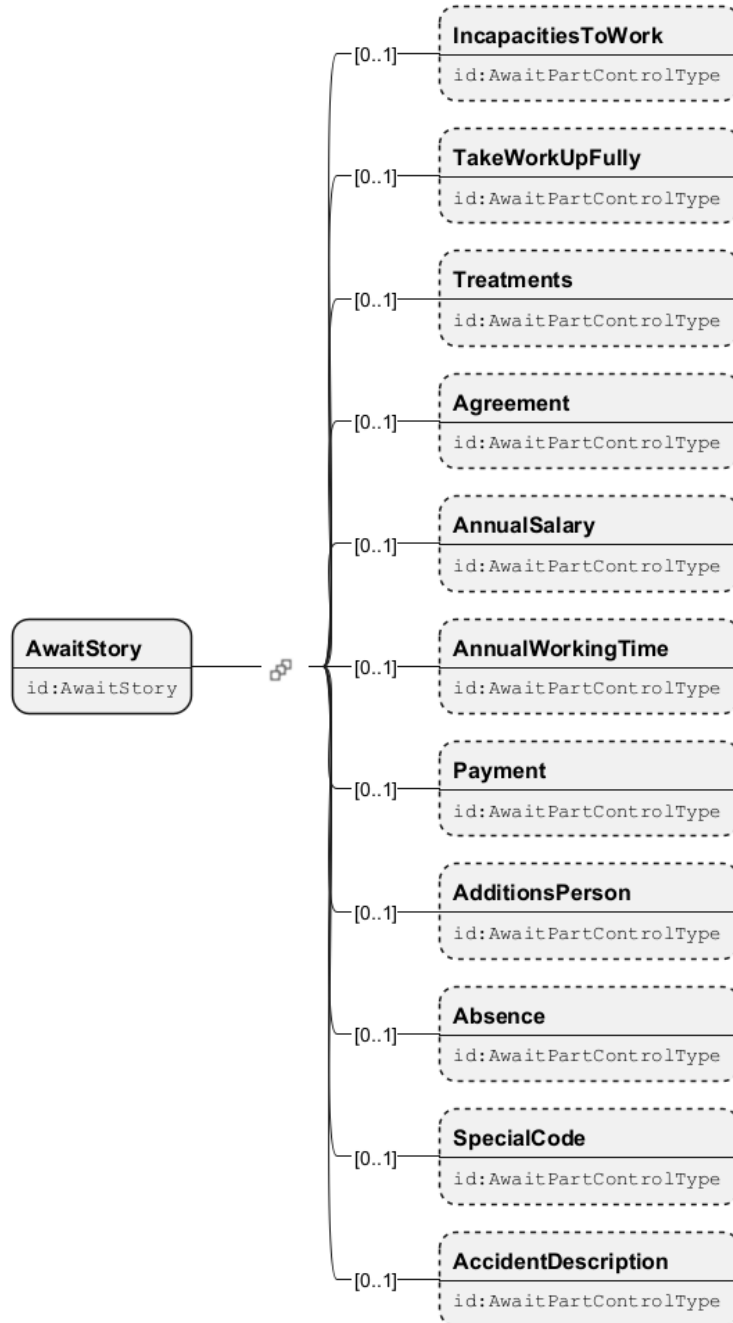 [0..1]
IncapacitiesToWork
id:AwaitPartControlType
[0..1]
TakeWorkUpFully
id:AwaitPartControlType
[0..1]
Treatments
id:AwaitPartControlType
[0..1]
Agreement
id:AwaitPartControlType
[0..1]
AnnualSalary
id:AwaitPartControlType
AwaitStory
id:AwaitStory
[0..1]
AnnualWorkingTime
id:AwaitPartControlType
[0..1]
Payment
id:AwaitPartControlType
[0..1]
AdditionsPerson
id:AwaitPartControlType
[0..1]
Absence
id:AwaitPartControlType
[0..1]
SpecialCode
id:AwaitPartControlType
[0..1]
AccidentDescription
id:AwaitPartControlType